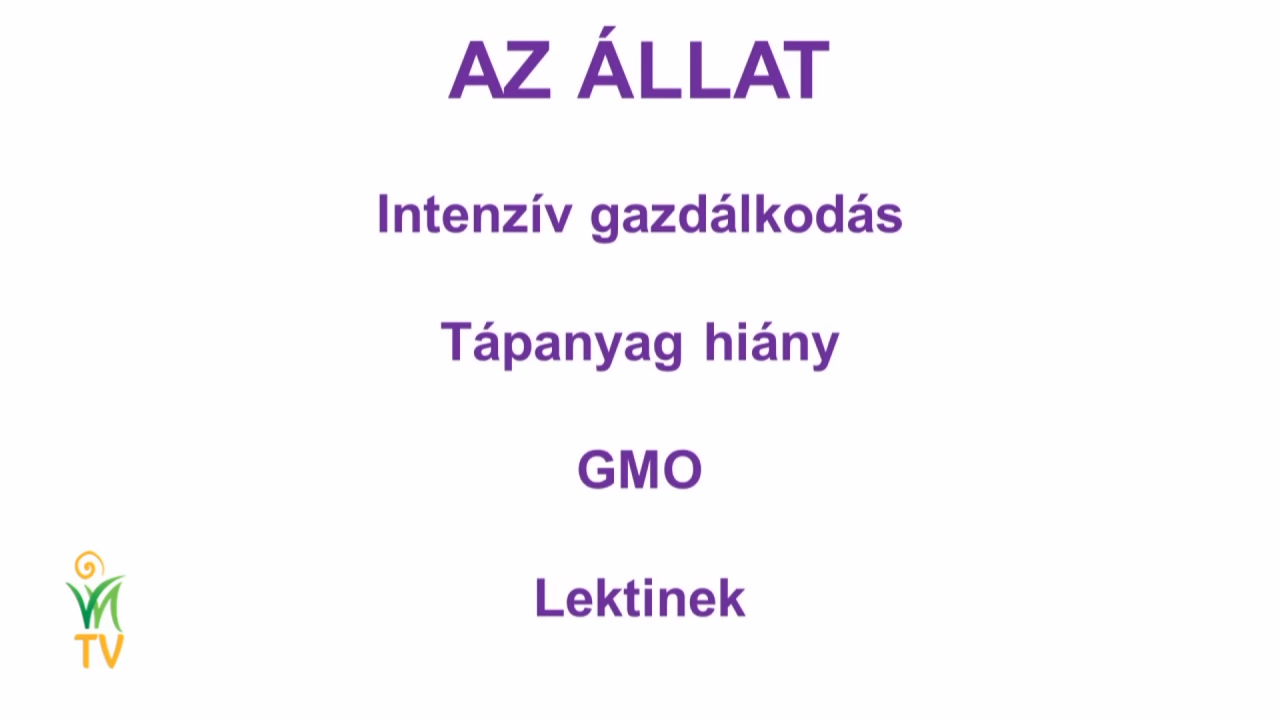 AZ ÁLLAT
Intenzív gazdálkodás
Tápanyag hiány
GMO
Lektinek
TV